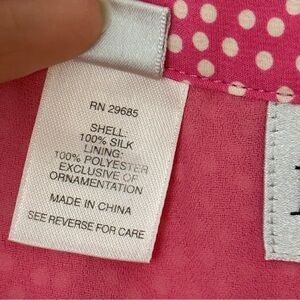 RN 29685
SHELL:
100% SILK
LINING:
100% POLYESTER
EXCLUSIVE OF
ORNAMENTATION
MADE IN CHINA
SEE REVERSE FOR CARE